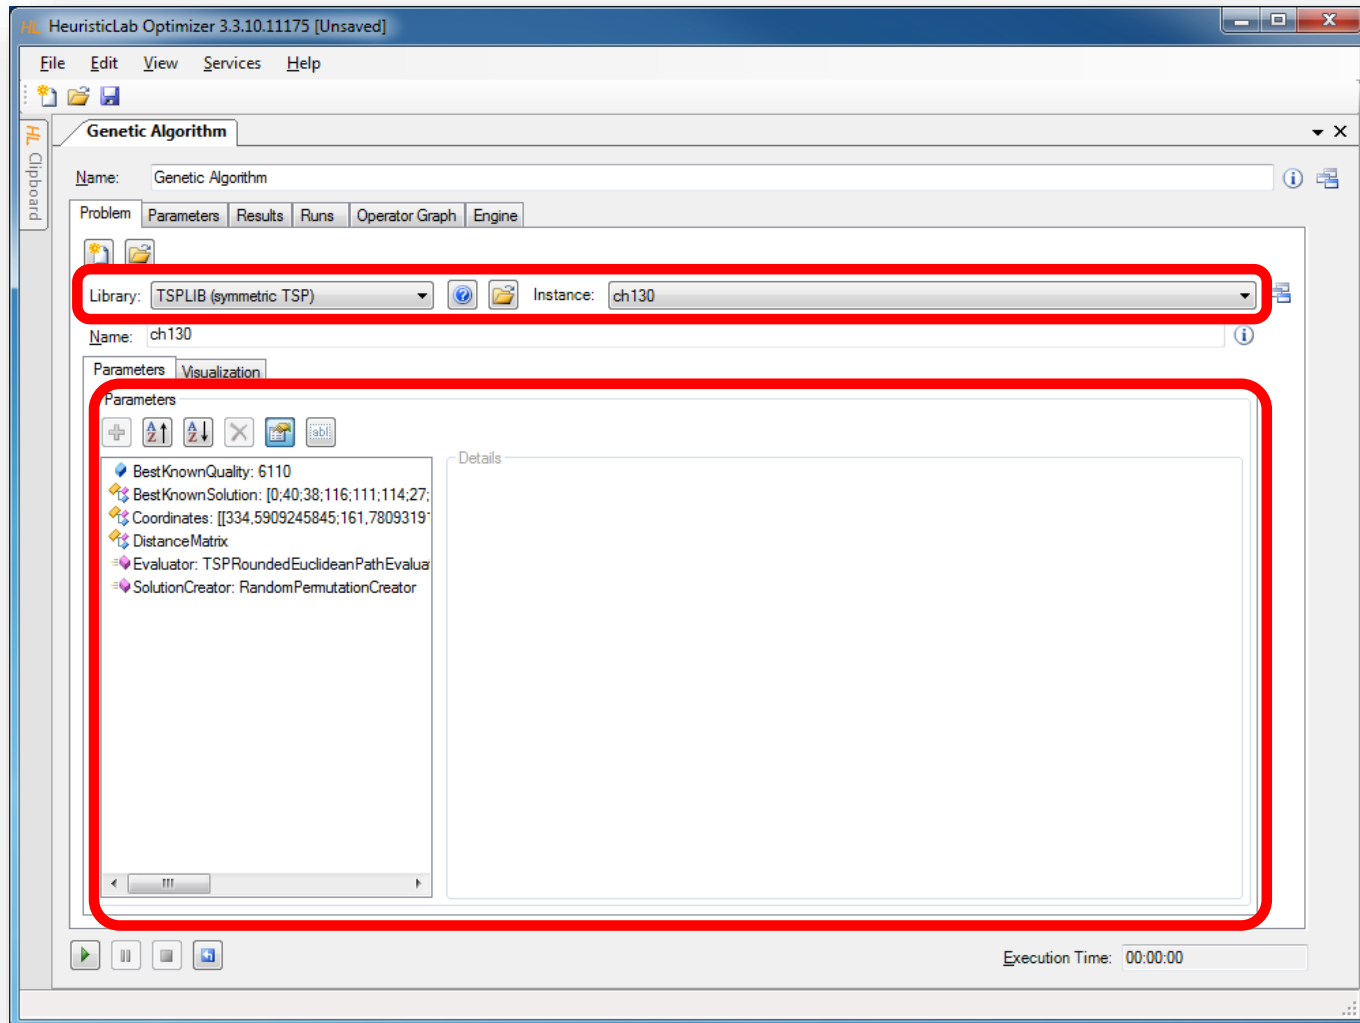 HL HeuristicLab Optimizer 3.3.10.11175 [Unsaved]
File Edit View Services Help
HL Clipboard
Genetic Algorithm
Name: Genetic Algorithm
Problem Parameters Results Runs Operator Graph Engine
Library: TSPLIB (symmetric TSP) Instance: ch130
Name: ch130
Parameters Visualization
Parameters
Details
BestKnownQuality: 6110
BestKnownSolution: [0;40;38;116;111;114;27;
Coordinates: [[334,5909245845;161,7809319
DistanceMatrix
Evaluator: TSPRoundedEuclideanPathEvalua
SolutionCreator: RandomPermutationCreator
Execution Time: 00:00:00